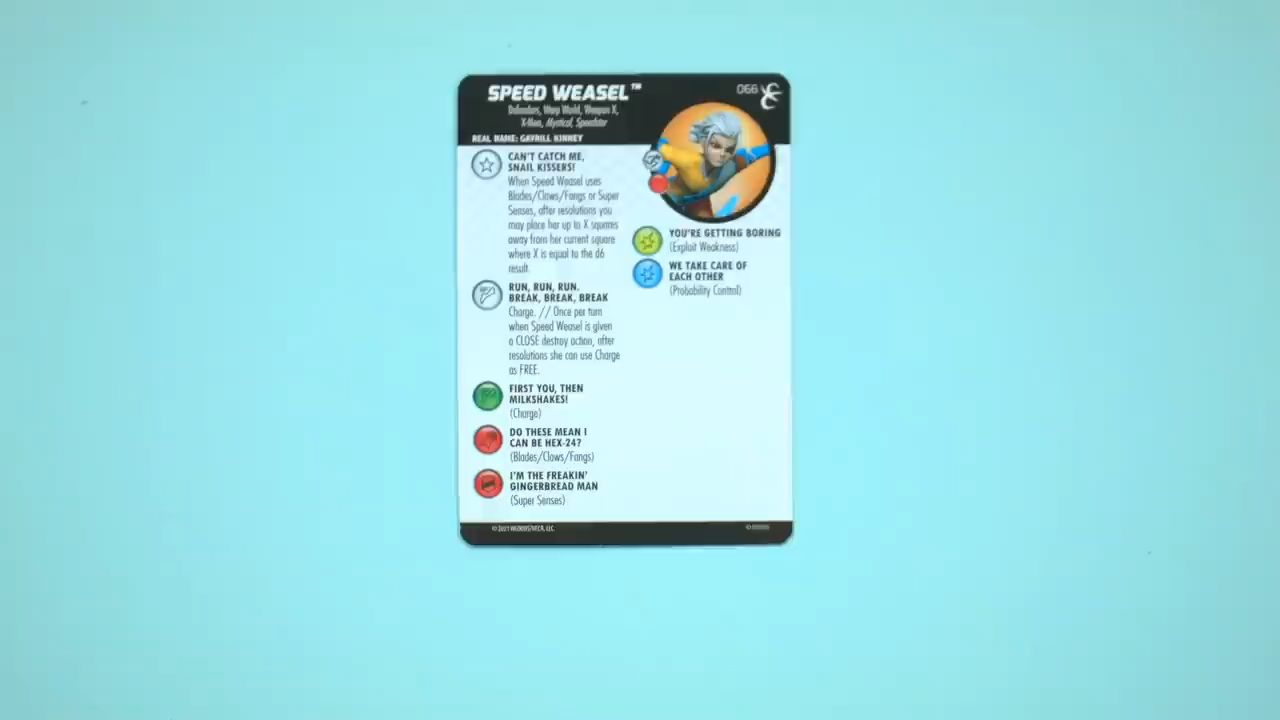 SPEED WEASEL™
066
Defenders, Warp World, Weapon X,
X-Men, Mystical, Speedster
REAL NAME: GAVRILL KINNEY
CAN'T CATCH ME,
SNAIL KISSERS!
When Speed Weasel uses
Blades/Claws/Fangs or Super
Senses, after resolutions you
may place her up to X squares
away from her current square
where X is equal to the d6
result.
RUN, RUN, RUN.
BREAK, BREAK, BREAK
Charge. // Once per turn
when Speed Weasel is given
a CLOSE destroy action, after
resolutions she can use Charge
as FREE.
FIRST YOU, THEN
MILKSHAKES!
(Charge)
DO THESE MEAN I
CAN BE HEX-24?
(Blades/Claws/Fangs)
I'M THE FREAKIN'
GINGERBREAD MAN
(Super Senses)
YOU'RE GETTING BORING
(Exploit Weakness)
WE TAKE CARE OF
EACH OTHER
(Probability Control)
© 2021 WIZKIDS/NECA, LLC.